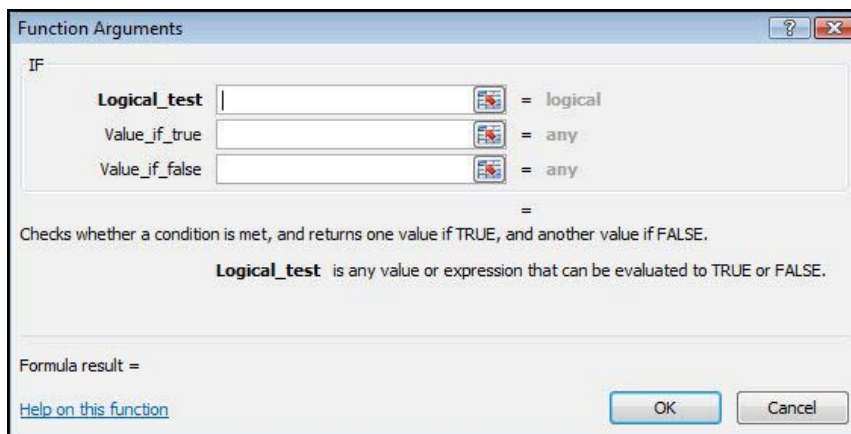 Function Arguments
?
IF
Logical_test = logical
Value_if_true = any
Value_if_false = any
=
Checks whether a condition is met, and returns one value if TRUE, and another value if FALSE.
Logical_test is any value or expression that can be evaluated to TRUE or FALSE.
Formula result =
Help on this function
OK Cancel